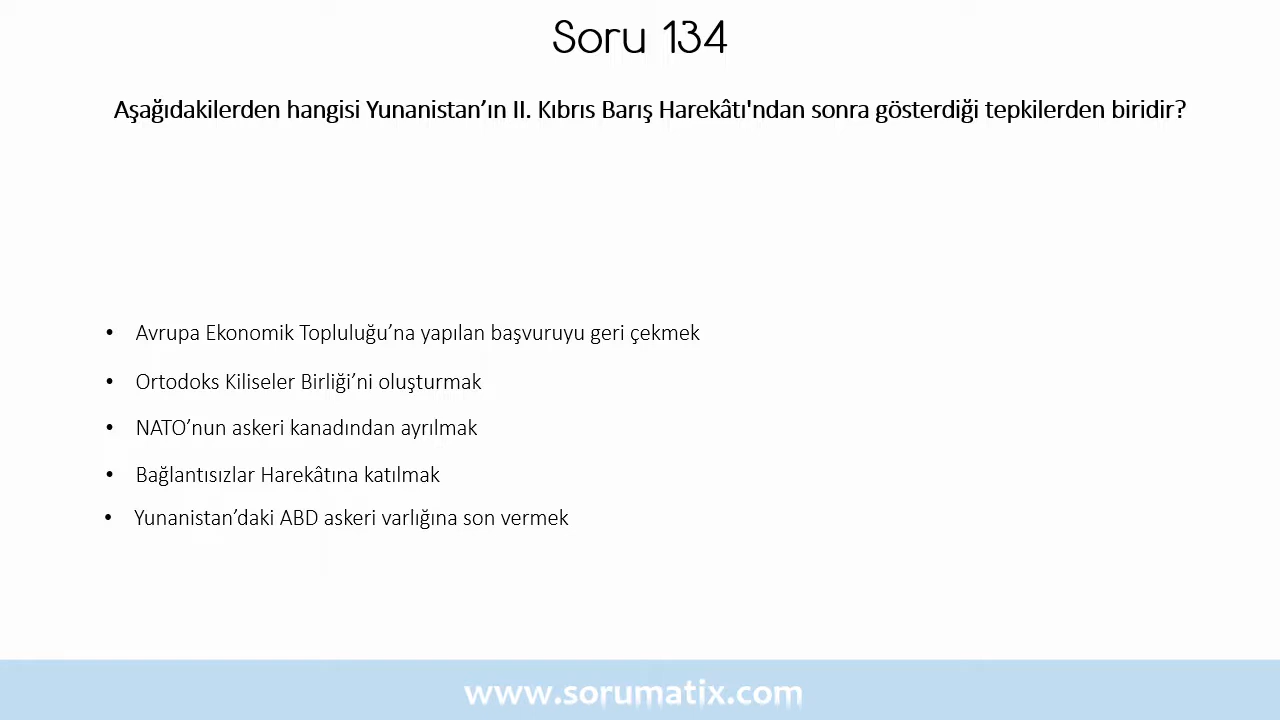 Soru 134
Aşağıdakilerden hangisi Yunanistan’ın II. Kıbrıs Barış Harekâtı'ndan sonra gösterdiği tepkilerden biridir?
• Avrupa Ekonomik Topluluğu’na yapılan başvuruyu geri çekmek
• Ortodoks Kiliseler Birliği’ni oluşturmak
• NATO’nun askeri kanadından ayrılmak
• Bağlantısızlar Harekâtına katılmak
• Yunanistan’daki ABD askeri varlığına son vermek
www.sorumatix.com